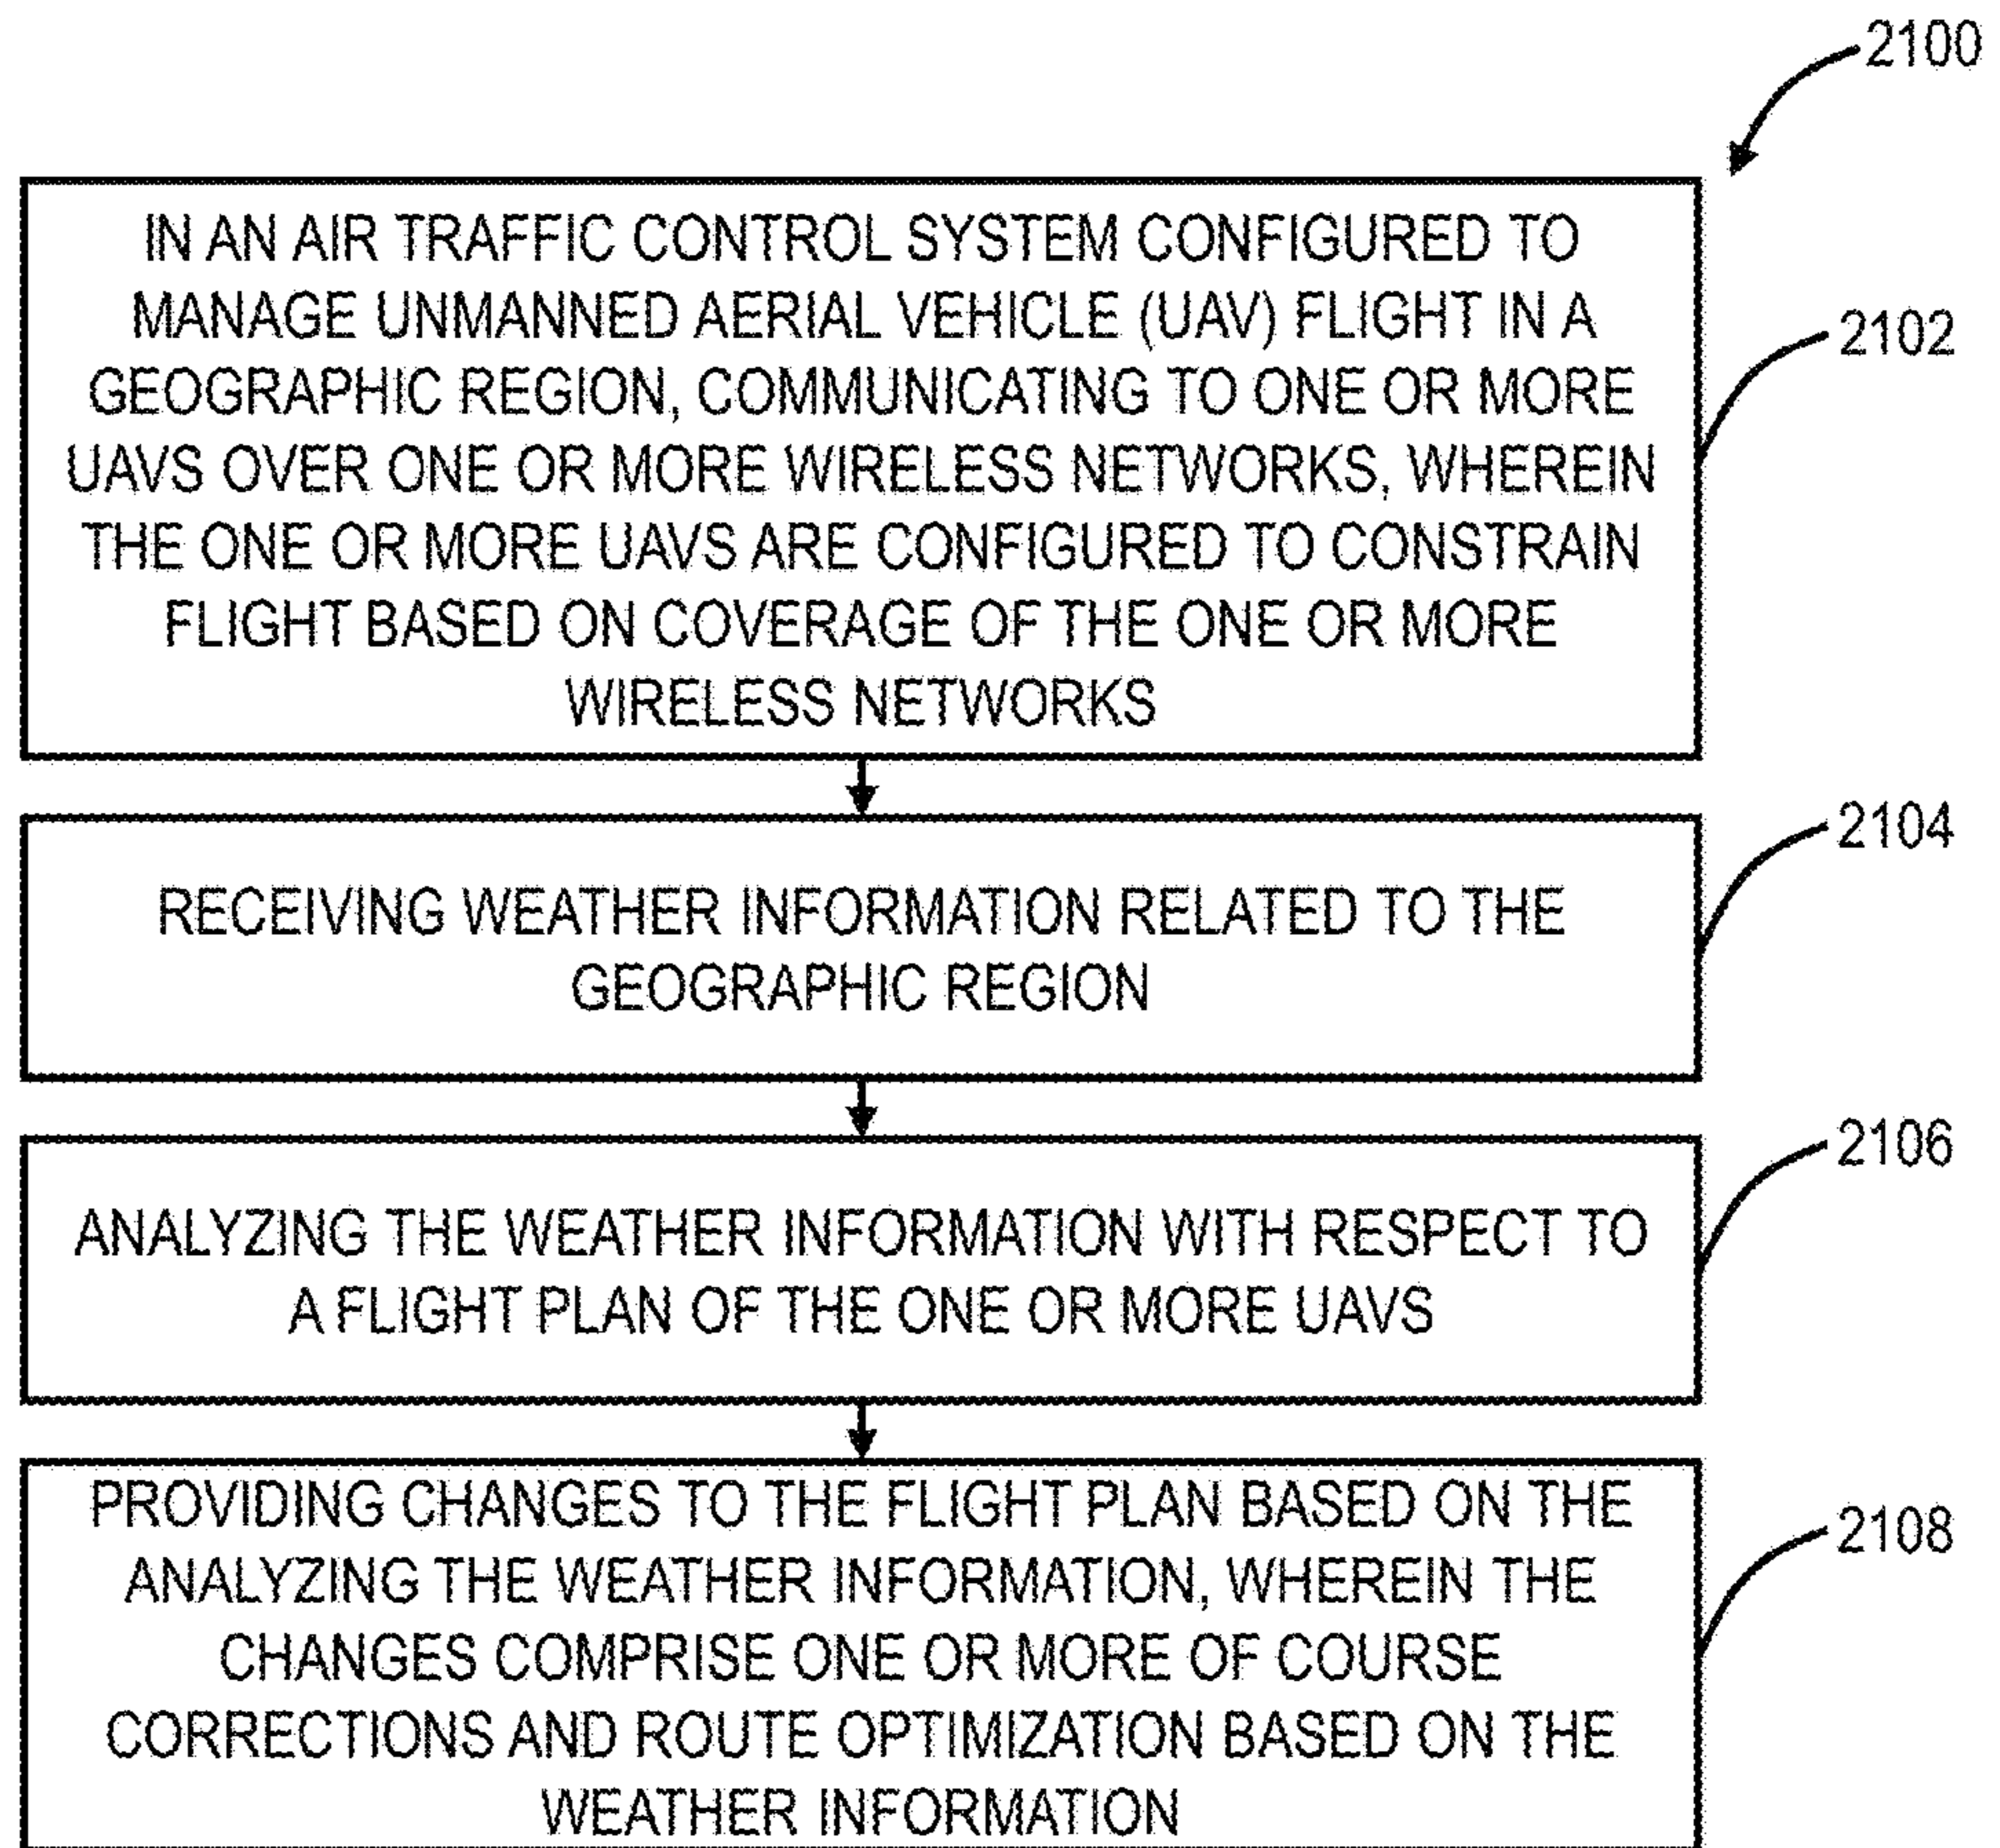 2100
IN AN AIR TRAFFIC CONTROL SYSTEM CONFIGURED TO
MANAGE UNMANNED AERIAL VEHICLE (UAV) FLIGHT IN A
GEOGRAPHIC REGION, COMMUNICATING TO ONE OR MORE
UAVS OVER ONE OR MORE WIRELESS NETWORKS, WHEREIN
THE ONE OR MORE UAVS ARE CONFIGURED TO CONSTRAIN
FLIGHT BASED ON COVERAGE OF THE ONE OR MORE
WIRELESS NETWORKS
2102
RECEIVING WEATHER INFORMATION RELATED TO THE
GEOGRAPHIC REGION
2104
ANALYZING THE WEATHER INFORMATION WITH RESPECT TO
A FLIGHT PLAN OF THE ONE OR MORE UAVS
2106
PROVIDING CHANGES TO THE FLIGHT PLAN BASED ON THE
ANALYZING THE WEATHER INFORMATION, WHEREIN THE
CHANGES COMPRISE ONE OR MORE OF COURSE
CORRECTIONS AND ROUTE OPTIMIZATION BASED ON THE
WEATHER INFORMATION
2108